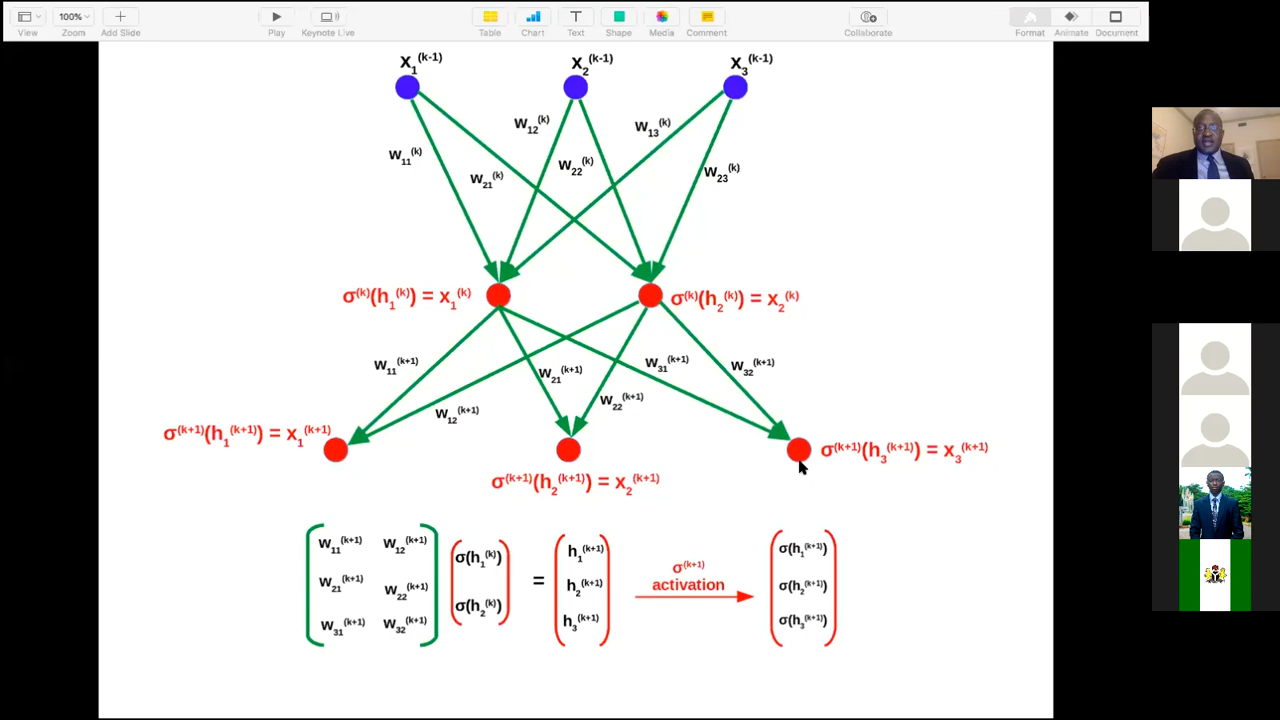 View
100%
Zoom
Add Slide
Play
Keynote Live
Table
Chart
Text
Shape
Media
Comment
Collaborate
Format
Animate
Document
x₁^(k-1) x₂^(k-1) x₃^(k-1)
w₁₁^(k) w₂₁^(k) w₁₂^(k) w₂₂^(k) w₁₃^(k) w₂₃^(k)
σ^(k)(h₁^(k)) = x₁^(k)
σ^(k)(h₂^(k)) = x₂^(k)
w₁₁^(k+1) w₁₂^(k+1) w₂₁^(k+1) w₂₂^(k+1) w₃₁^(k+1) w₃₂^(k+1)
σ^(k+1)(h₁^(k+1)) = x₁^(k+1)
σ^(k+1)(h₂^(k+1)) = x₂^(k+1)
σ^(k+1)(h₃^(k+1)) = x₃^(k+1)
w₁₁^(k+1) w₁₂^(k+1)
w₂₁^(k+1) w₂₂^(k+1)
w₃₁^(k+1) w₃₂^(k+1)
σ(h₁^(k))
σ(h₂^(k))
=
h₁^(k+1)
h₂^(k+1)
h₃^(k+1)
σ^(k+1)
activation
σ(h₁^(k+1))
σ(h₂^(k+1))
σ(h₃^(k+1))